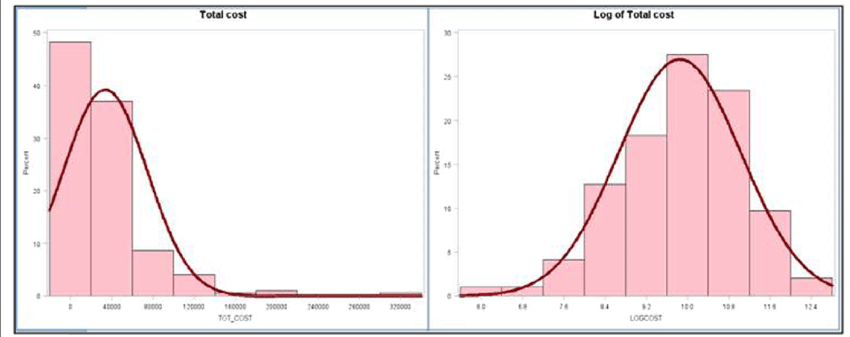 Total cost
50
40
30
20
10
0
Percent
0 40000 80000 120000 160000 200000 240000 280000 320000
TOT_COST
Log of Total cost
30
25
20
15
10
5
0
Percent
6.0 6.8 7.6 8.4 9.2 10.0 10.8 11.6 12.4
LOGCOST